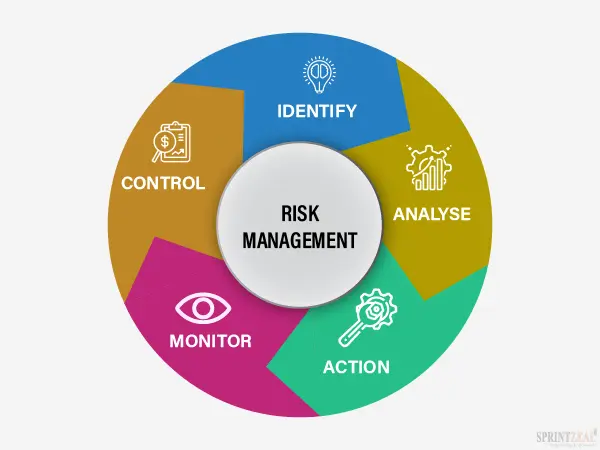 IDENTIFY
ANALYSE
ACTION
MONITOR
CONTROL
RISK
MANAGEMENT
$
SPRINTZEAL